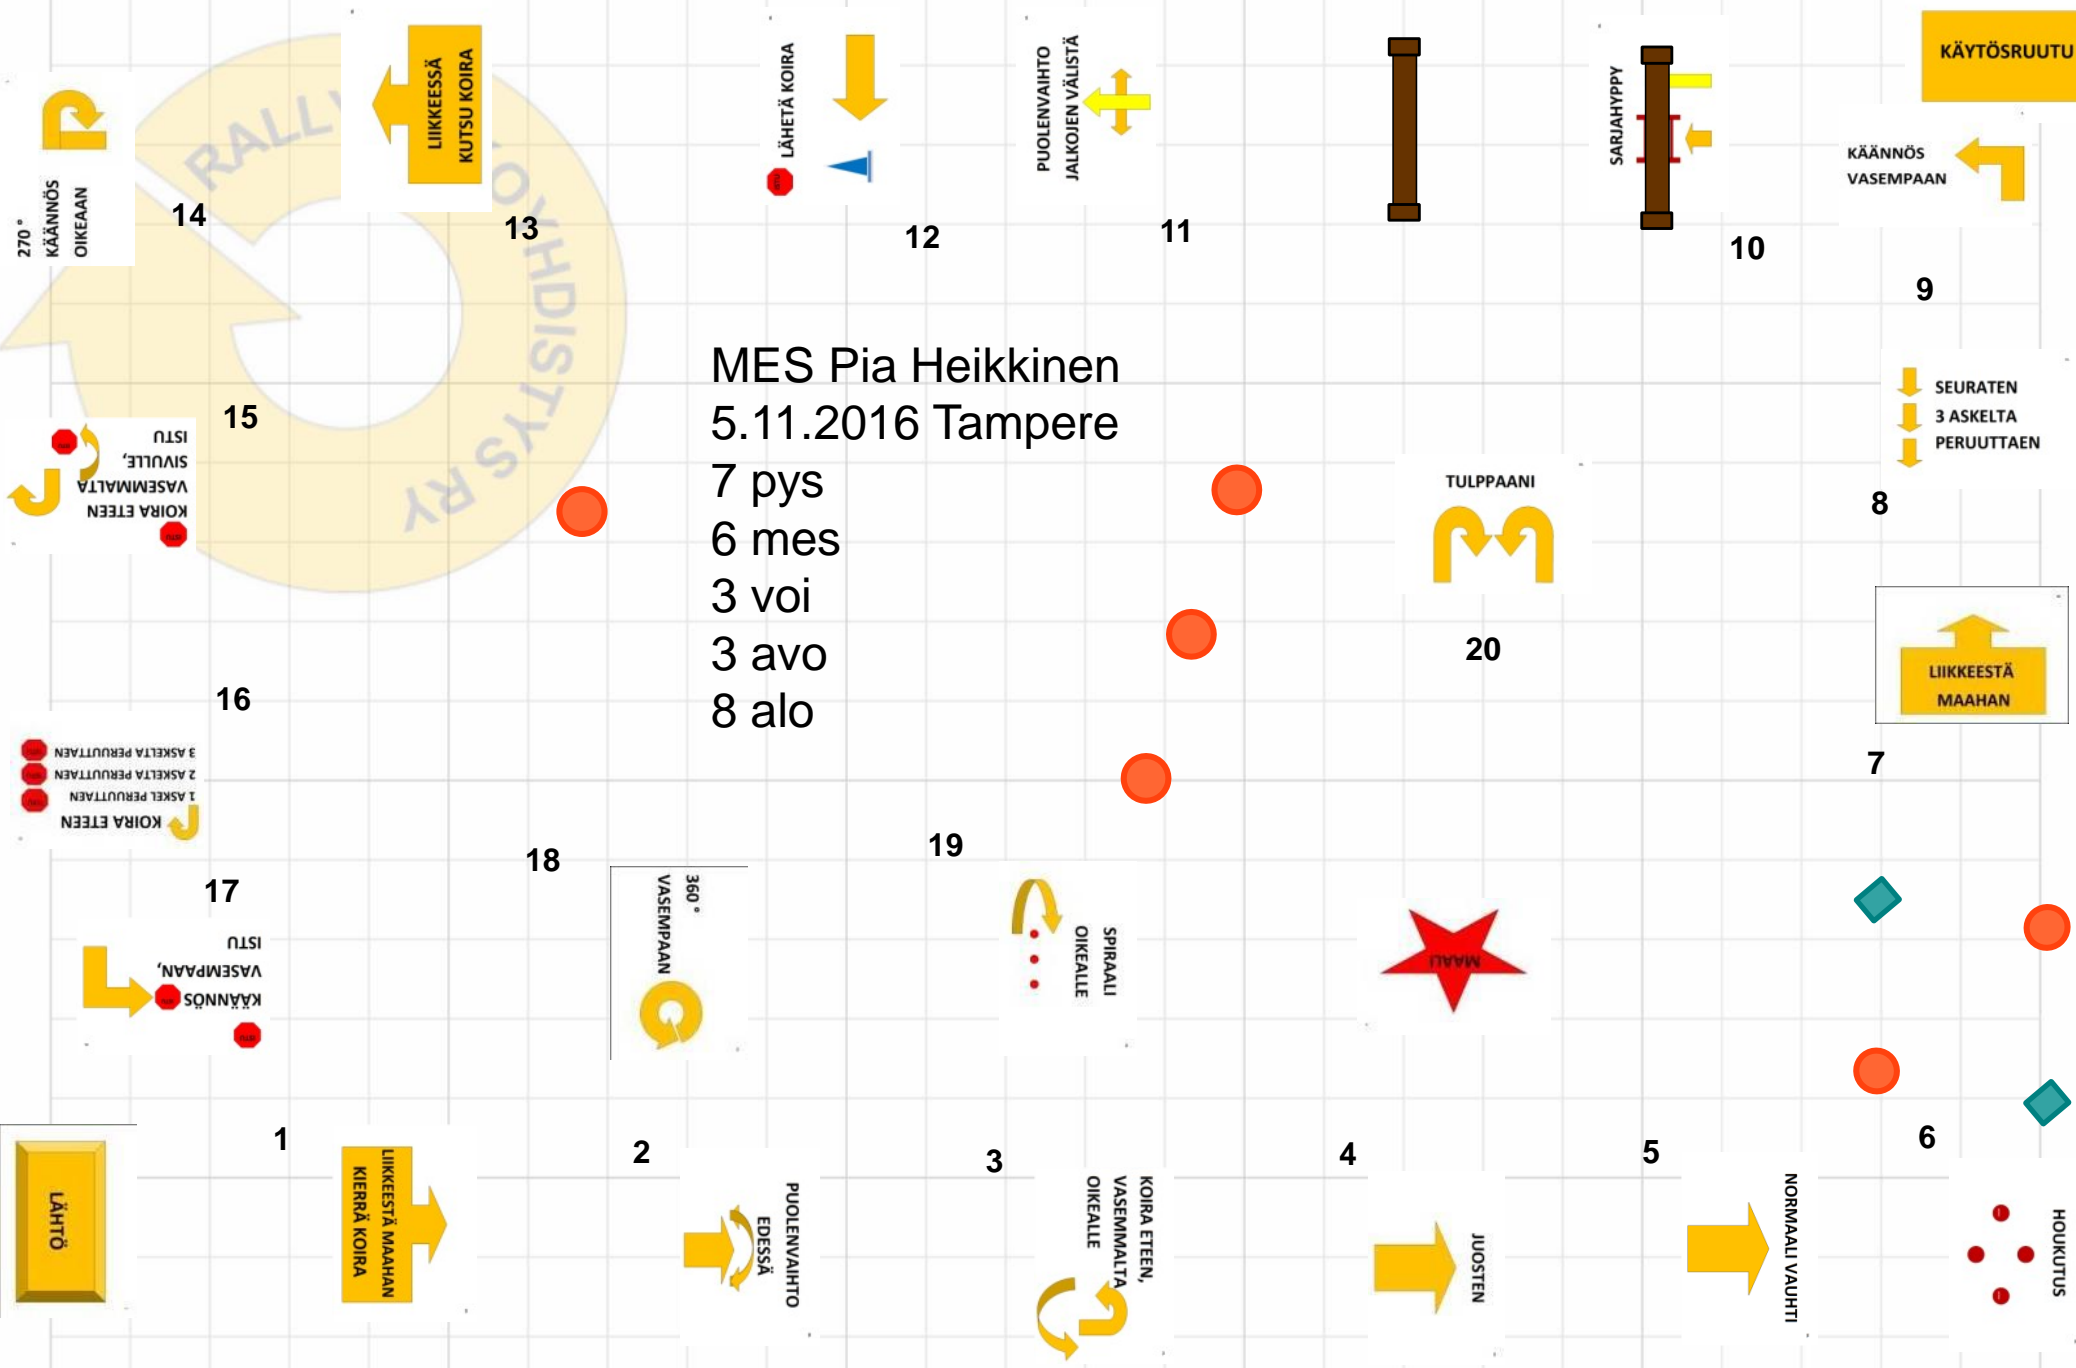 270°
KÄÄNNÖS
OIKEAAN
14
LIIKKEESSÄ
KUTSU KOIRA
13
LÄHETÄ KOIRA
12
PUOLENVAIHTO
JALKOJEN VÄLISTÄ
11
SARJAHYPPY
10
KÄYTÖSRUUTU
KÄÄNNÖS
VASEMPAAN
9
SEURATEN
3 ASKELTA
PERUUTTAEN
8
MES Pia Heikkinen
5.11.2016 Tampere
7 pys
6 mes
3 voi
3 avo
8 alo
15
KOIRA ETEEN
VASEMMALTA
SIVULLE,
ISTU
TULPPAANI
20
LIIKKEESTÄ
MAAHAN
7
16
KOIRA ETEEN
1 ASKEL PERUUTTAEN
2 ASKELTA PERUUTTAEN
3 ASKELTA PERUUTTAEN
17
KÄÄNNÖS
VASEMPAAN,
ISTU
18
360°
VASEMPAAN
19
SPIRAALI
OIKEALLE
MAALI
LÄHTÖ
1
LIIKKEESTÄ MAAHAN
KIERRÄ KOIRA
2
PUOLENVAIHTO
EDESSÄ
3
KOIRA ETEEN,
VASEMMALTA
OIKEALLE
4
JUOSTEN
5
NORMAALI VAUHTI
6
HOUKUTUS